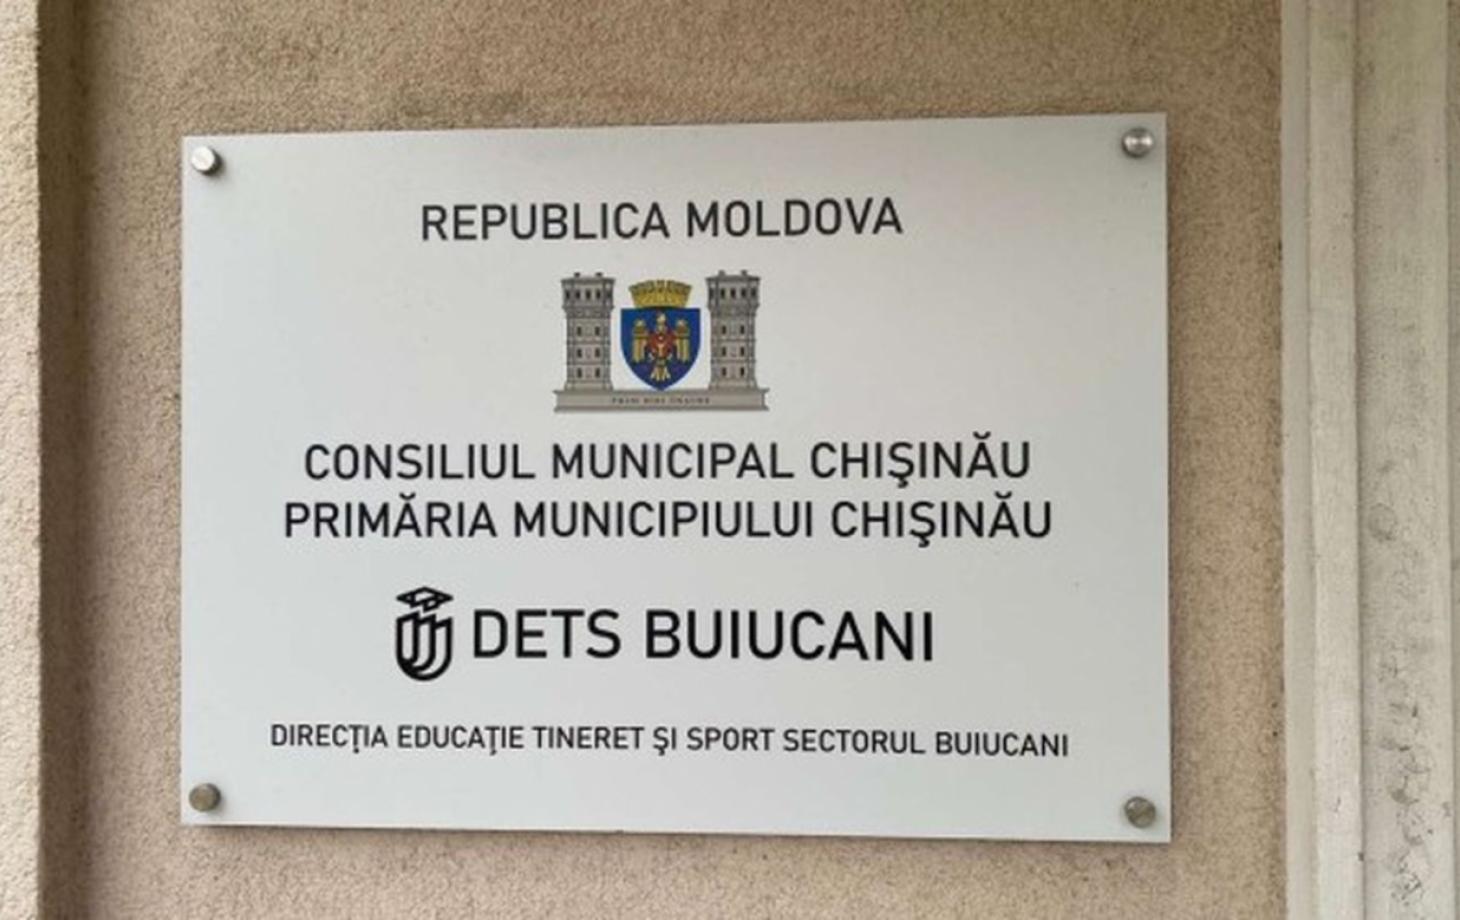 REPUBLICA MOLDOVA
CONSILIUL MUNICIPAL CHIŞINĂU
PRIMĂRIA MUNICIPIULUI CHIŞINĂU
DETS BUIUCANI
DIRECŢIA EDUCAŢIE TINERET ŞI SPORT SECTORUL BUIUCANI